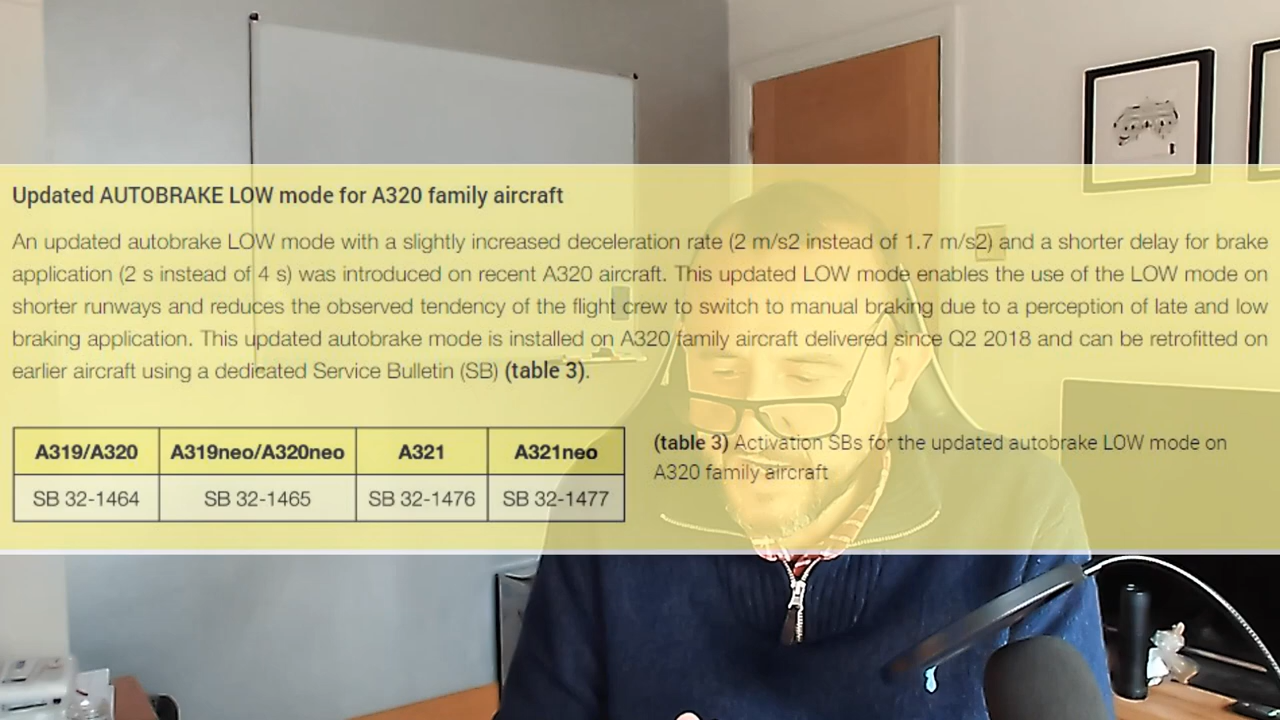 Updated AUTOBRAKE LOW mode for A320 family aircraft
An updated autobrake LOW mode with a slightly increased deceleration rate (2 m/s2 instead of 1.7 m/s2) and a shorter delay for brake
application (2 s instead of 4 s) was introduced on recent A320 aircraft. This updated LOW mode enables the use of the LOW mode on
shorter runways and reduces the observed tendency of the flight crew to switch to manual braking due to a perception of late and low
braking application. This updated autobrake mode is installed on A320 family aircraft delivered since Q2 2018 and can be retrofitted on
earlier aircraft using a dedicated Service Bulletin (SB) (table 3).
A319/A320 A319neo/A320neo A321 A321neo
SB 32-1464 SB 32-1465 SB 32-1476 SB 32-1477
(table 3) Activation SBs for the updated autobrake LOW mode on
A320 family aircraft